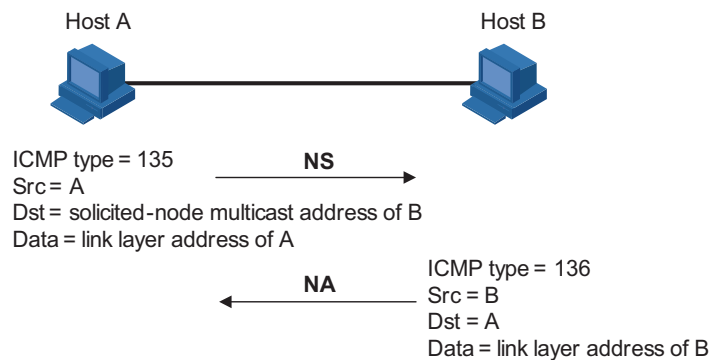 Host A
Host B
ICMP type = 135
Src = A
Dst = solicited-node multicast address of B
Data = link layer address of A
NS
NA
ICMP type = 136
Src = B
Dst = A
Data = link layer address of B